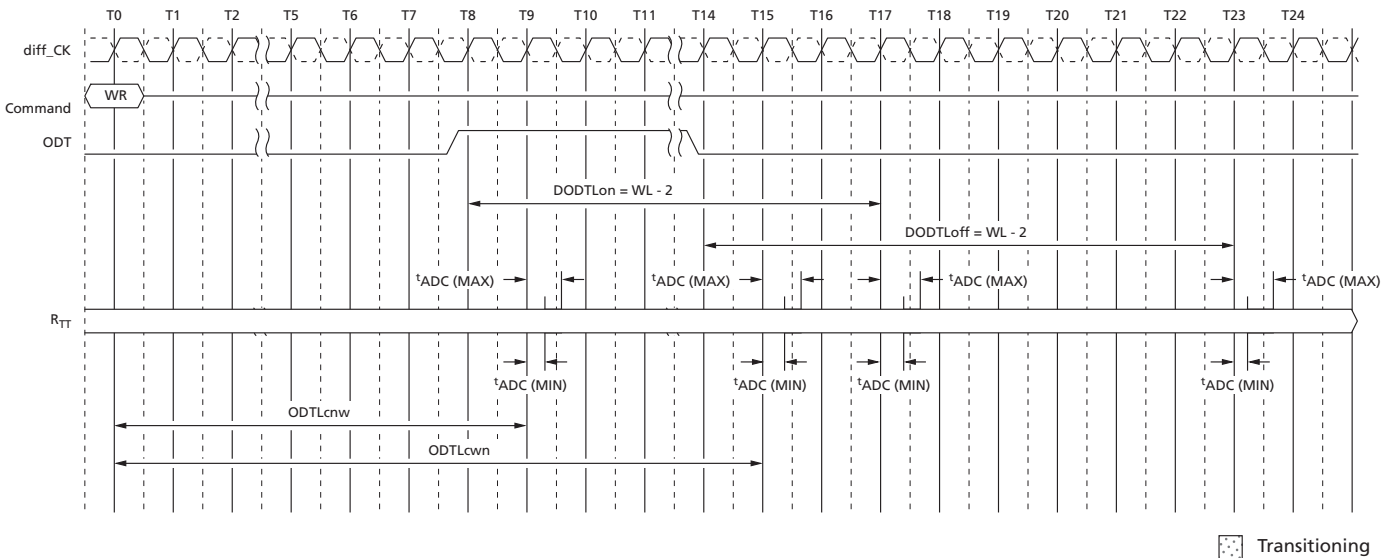 T0 T1 T2 T5 T6 T7 T8 T9 T10 T11 T14 T15 T16 T17 T18 T19 T20 T21 T22 T23 T24
diff_CK
WR
Command
ODT
DODTLon = WL - 2
DODTLoff = WL - 2
tADC (MAX) tADC (MAX) tADC (MAX) tADC (MAX)
RTT
tADC (MIN) tADC (MIN) tADC (MIN) tADC (MIN)
ODTLcnw
ODTLcwn
Transitioning